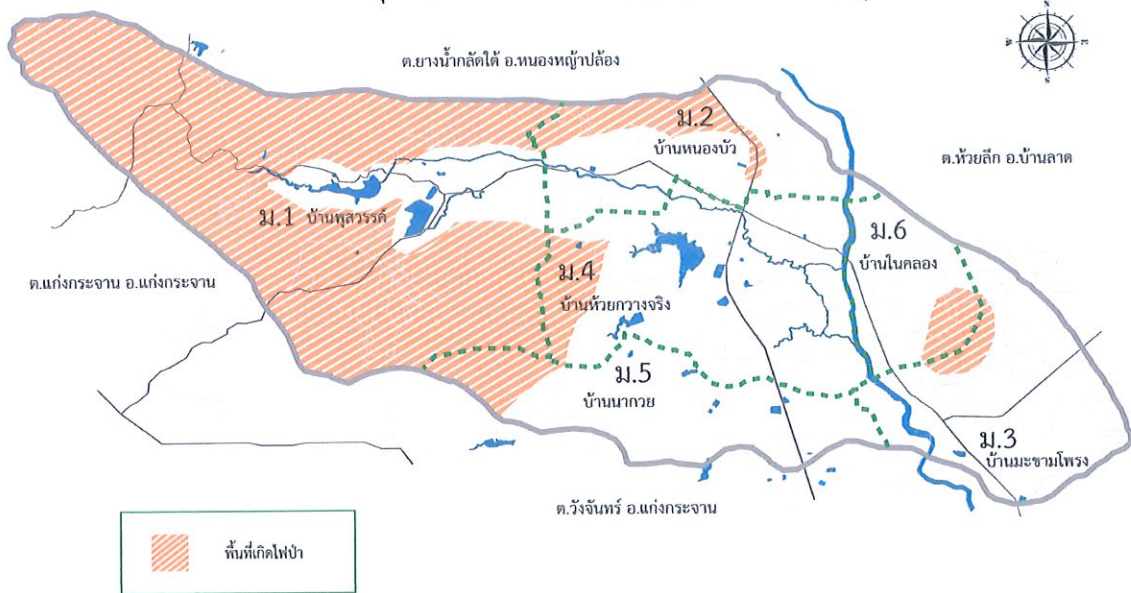 N
E
S
W
ต.ยางน้ำกลัดใต้ อ.หนองหญ้าปล้อง
ม.2
บ้านหนองบัว
ต.ห้วยลึก อ.บ้านลาด
ม.1 บ้านพุสวรรค์
ม.6
บ้านในคลอง
ม.4
บ้านห้วยกวางจริง
ต.แก่งกระจาน อ.แก่งกระจาน
ม.5
บ้านนากวย
ม.3
บ้านมะขามโพรง
ต.วังจันทร์ อ.แก่งกระจาน
พื้นที่เกิดไฟป่า